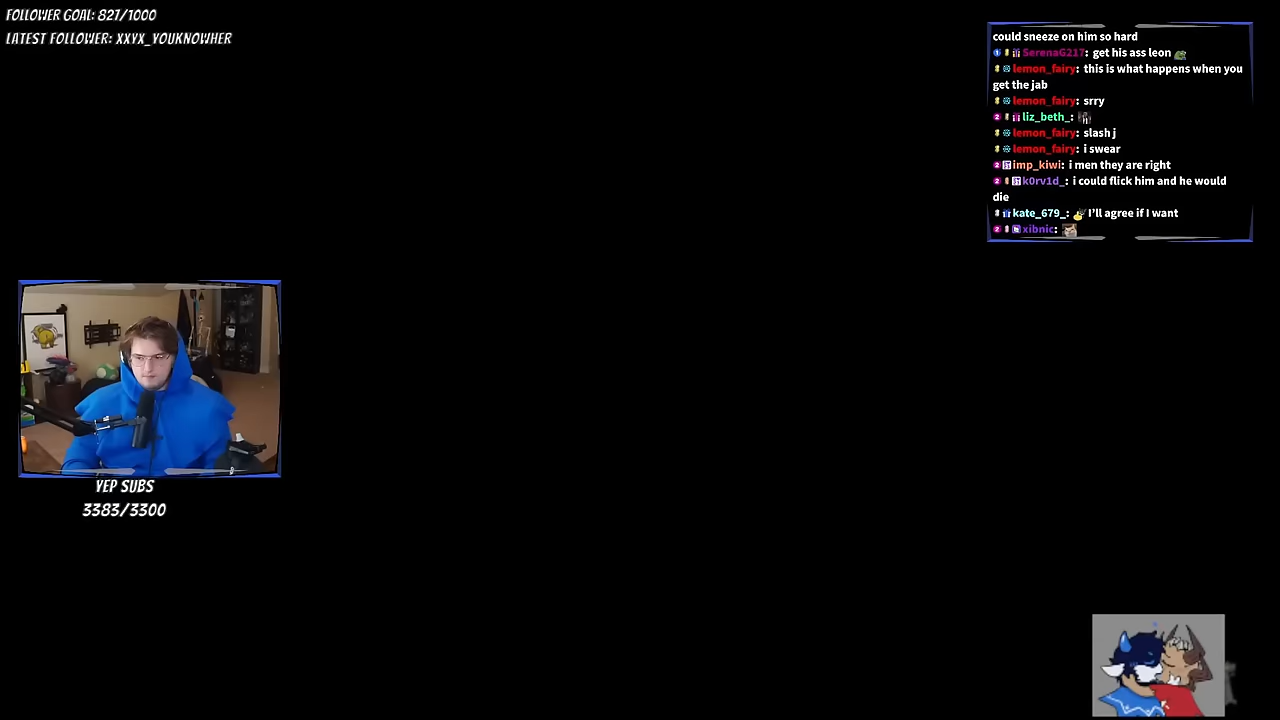 FOLLOWER GOAL: 827/1000
LATEST FOLLOWER: XXYX_YOUKNOWHER
could sneeze on him so hard
SerenaG217: get his ass leon
lemon_fairy: this is what happens when you
get the jab
lemon_fairy: srry
liz_beth_:
lemon_fairy: slash j
lemon_fairy: i swear
imp_kiwi: i men they are right
k0rv1d_: i could flick him and he would
die
kate_679_: I'll agree if I want
xibnic:
YEP SUBS
3383/3300